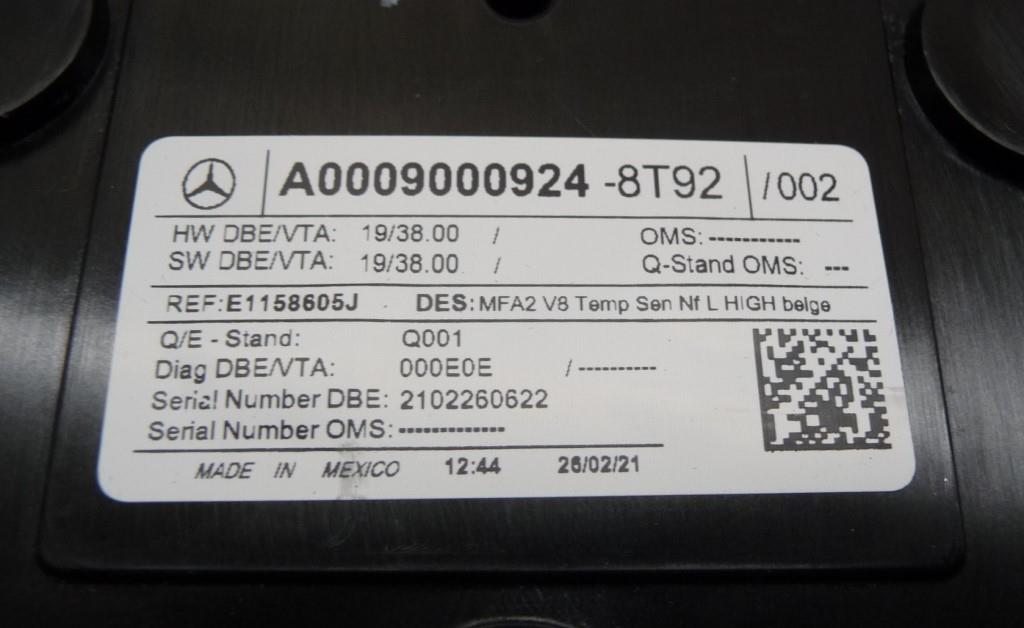 A0009000924 -8T92 /002
HW DBE/VTA: 19/38.00 / OMS: -----------
SW DBE/VTA: 19/38.00 / Q-Stand OMS: ---
REF:E1158605J DES:MFA2 V8 Temp Sen Nf L HIGH beige
Q/E - Stand: Q001
Diag DBE/VTA: 000E0E /----------
Serial Number DBE: 2102260622
Serial Number OMS:-------------
MADE IN MEXICO 12:44 26/02/21